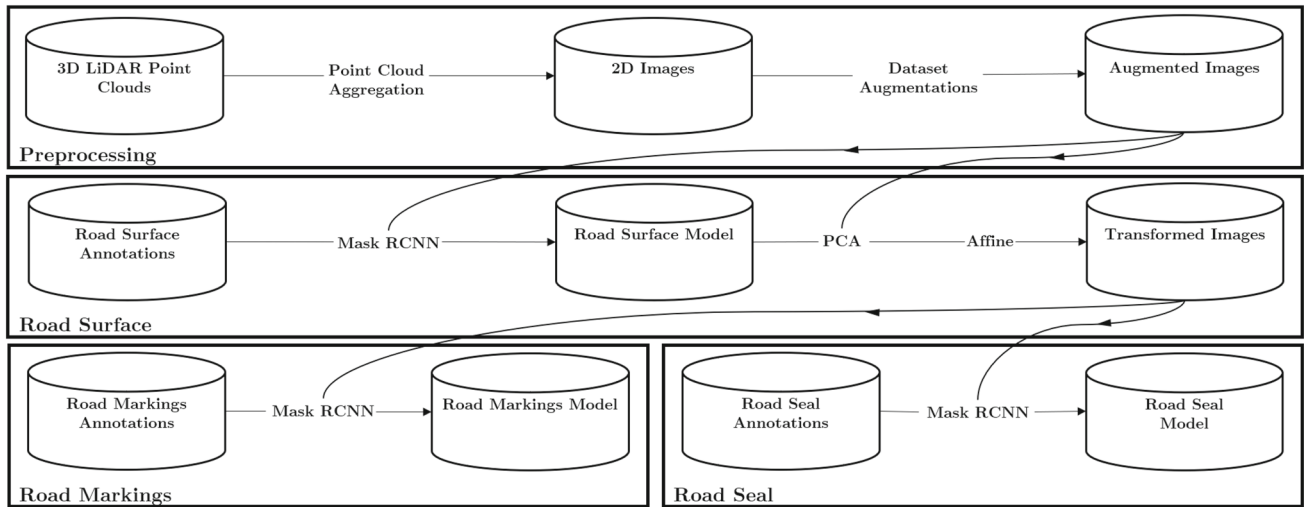 3D LiDAR Point
Clouds
Point Cloud
Aggregation
2D Images
Dataset
Augmentations
Augmented Images
Preprocessing
Road Surface
Annotations
Mask RCNN
Road Surface Model
PCA
Affine
Transformed Images
Road Surface
Road Markings
Annotations
Mask RCNN
Road Markings Model
Road Markings
Road Seal
Annotations
Mask RCNN
Road Seal
Model
Road Seal